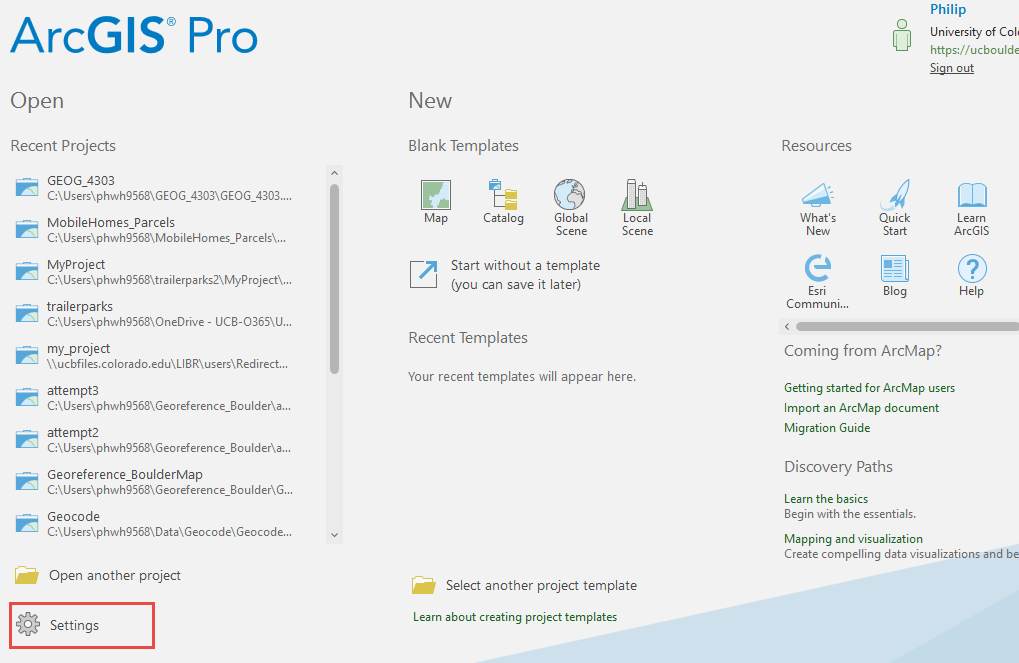 ArcGIS® Pro
Philip
University of Col
https://ucboulde
Sign out
Open
Recent Projects
GEOG_4303
C:\Users\phwh9568\GEOG_4303\GEOG_4303....
MobileHomes_Parcels
C:\Users\phwh9568\MobileHomes_Parcels\...
MyProject
C:\Users\phwh9568\trailerparks2\MyProject\...
trailerparks
C:\Users\phwh9568\OneDrive - UCB-O365\U...
my_project
\\ucbfiles.colorado.edu\LIBR\users\Redirect...
attempt3
C:\Users\phwh9568\Georeference_Boulder\a...
attempt2
C:\Users\phwh9568\Georeference_Boulder\a...
Georeference_BoulderMap
C:\Users\phwh9568\Georeference_Boulder\G...
Geocode
C:\Users\phwh9568\Data\Geocode\Geocode...
Open another project
Settings
New
Blank Templates
Map
Catalog
Global
Scene
Local
Scene
Start without a template
(you can save it later)
Recent Templates
Your recent templates will appear here.
Select another project template
Learn about creating project templates
Resources
What's
New
Quick
Start
Learn
ArcGIS
Esri
Communi...
Blog
Help
Coming from ArcMap?
Getting started for ArcMap users
Import an ArcMap document
Migration Guide
Discovery Paths
Learn the basics
Begin with the essentials.
Mapping and visualization
Create compelling data visualizations and be